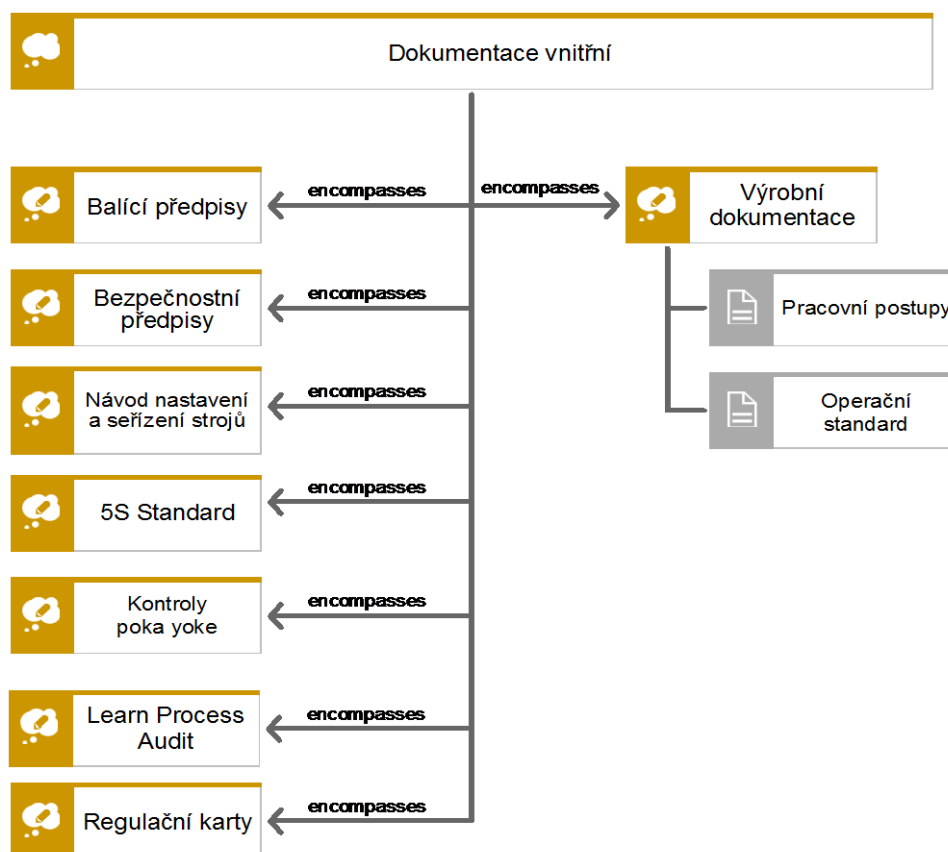 Dokumentace vnitřní
encompasses
encompasses
Balící předpisy
Výrobní
dokumentace
encompasses
Bezpečnostní
předpisy
Pracovní postupy
encompasses
Návod nastavení
a seřízení strojů
Operační
standard
encompasses
5S Standard
encompasses
Kontroly
poka yoke
encompasses
Learn Process
Audit
encompasses
Regulační karty